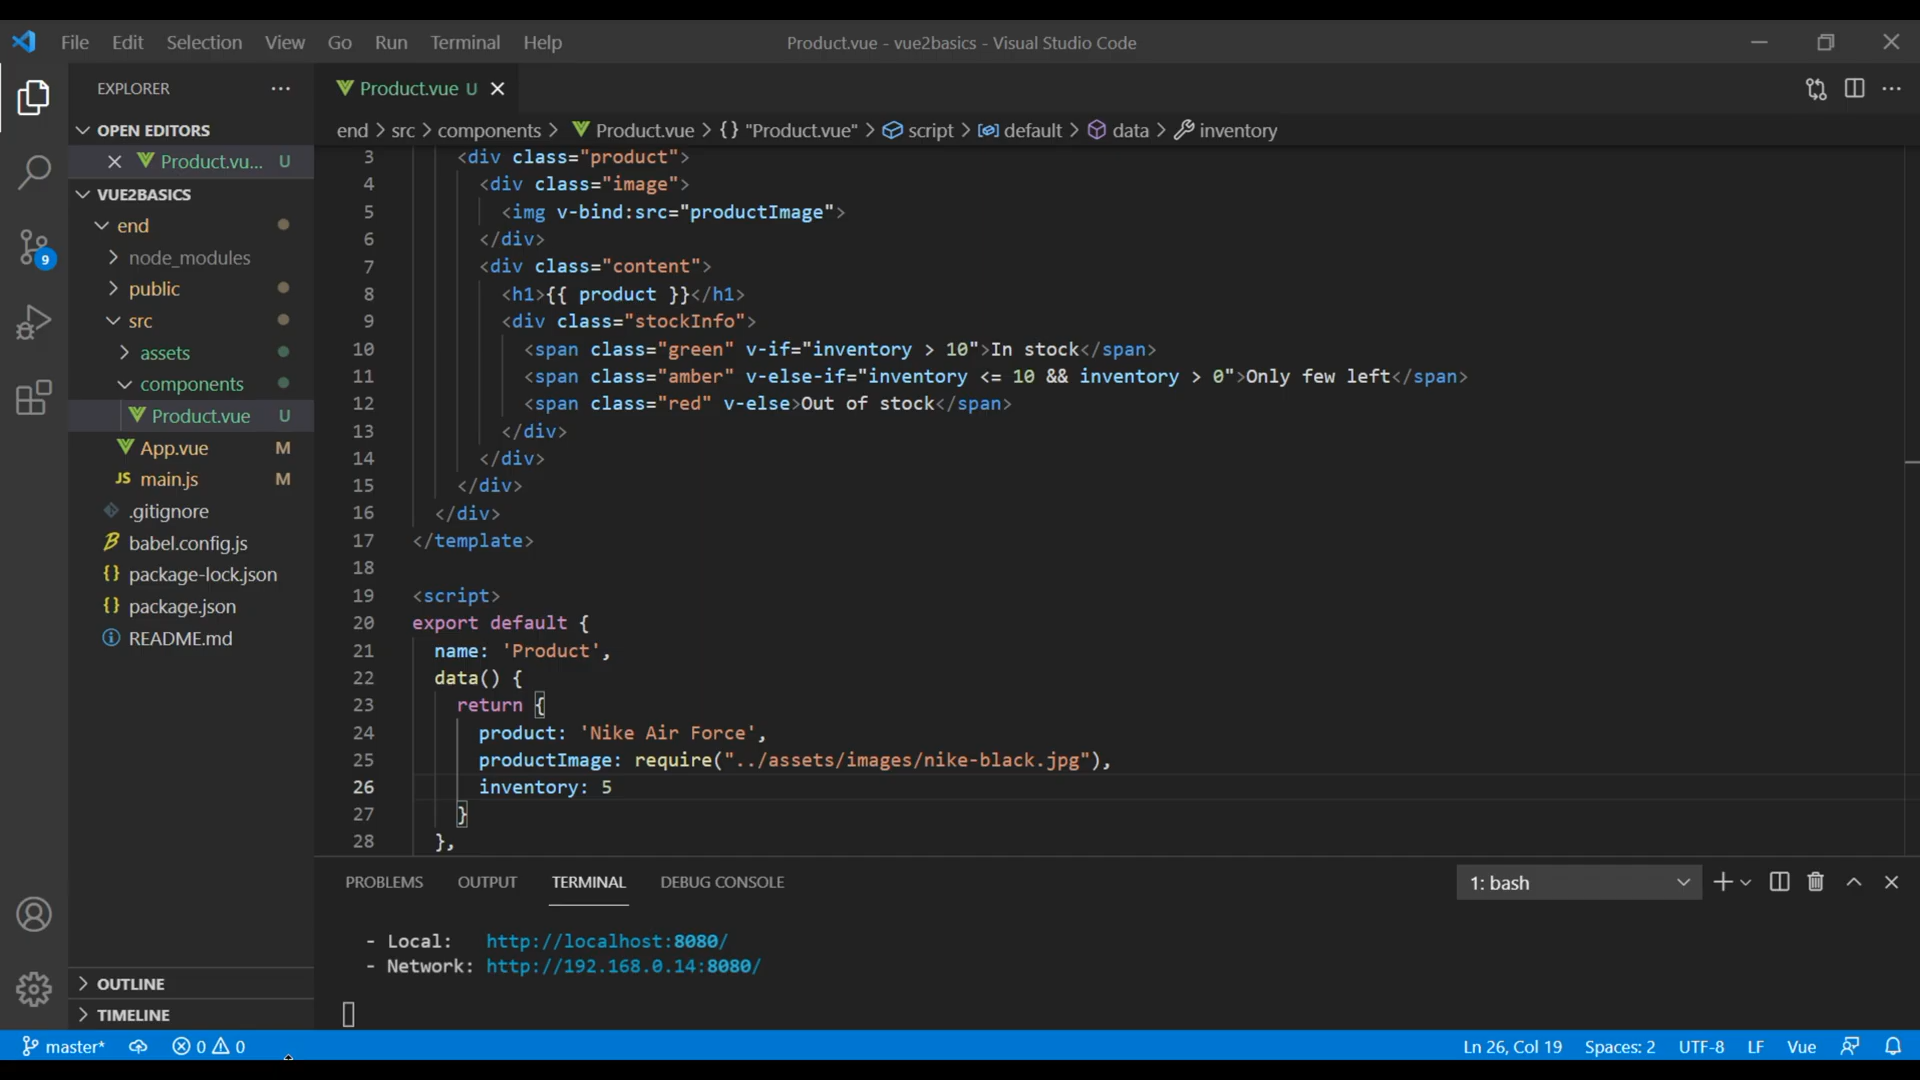 File Edit Selection View Go Run Terminal Help
Product.vue - vue2basics - Visual Studio Code
EXPLORER
OPEN EDITORS
Product.vu... U
VUE2BASICS
end
node_modules
public
src
assets
components
Product.vue U
App.vue M
JS main.js M
.gitignore
babel.config.js
{} package-lock.json
{} package.json
README.md
OUTLINE
TIMELINE
9
Product.vue U
end > src > components > Product.vue > {} "Product.vue" > script > default > data > inventory
3 <div class="product">
4 <div class="image">
5 <img v-bind:src="productImage">
6 </div>
7 <div class="content">
8 <h1>{{ product }}</h1>
9 <div class="stockInfo">
10 <span class="green" v-if="inventory > 10">In stock</span>
11 <span class="amber" v-else-if="inventory <= 10 && inventory > 0">Only few left</span>
12 <span class="red" v-else>Out of stock</span>
13 </div>
14 </div>
15 </div>
16 </div>
17 </template>
18
19 <script>
20 export default {
21 name: 'Product',
22 data() {
23 return {
24 product: 'Nike Air Force',
25 productImage: require("../assets/images/nike-black.jpg"),
26 inventory: 5
27 }
28 },
PROBLEMS OUTPUT TERMINAL DEBUG CONSOLE
1: bash
- Local: http://localhost:8080/
- Network: http://192.168.0.14:8080/
master* 0 0
Ln 26, Col 19 Spaces: 2 UTF-8 LF Vue